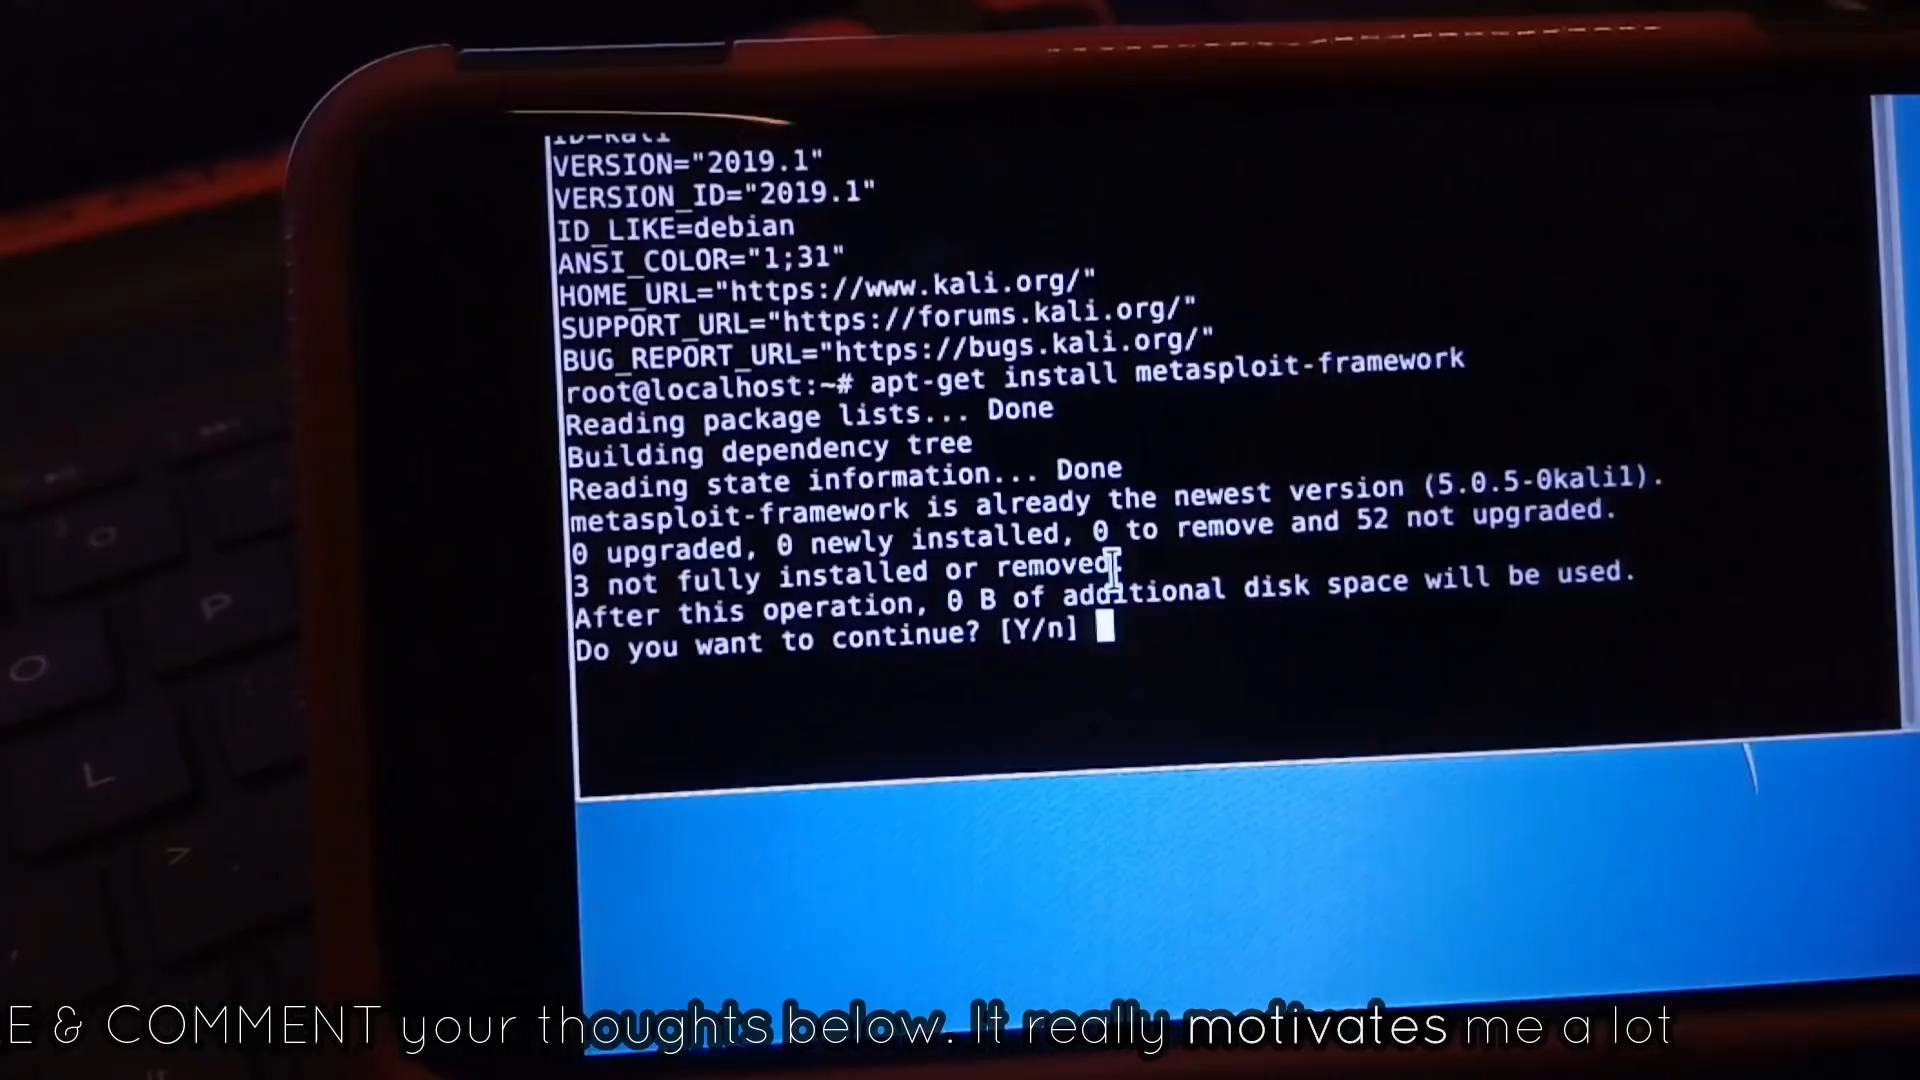 ID=kali
VERSION="2019.1"
VERSION_ID="2019.1"
ID_LIKE=debian
ANSI_COLOR="1;31"
HOME_URL="https://www.kali.org/"
SUPPORT_URL="https://forums.kali.org/"
BUG_REPORT_URL="https://bugs.kali.org/"
root@localhost:~# apt-get install metasploit-framework
Reading package lists... Done
Building dependency tree
Reading state information... Done
metasploit-framework is already the newest version (5.0.5-0kali1).
0 upgraded, 0 newly installed, 0 to remove and 52 not upgraded.
3 not fully installed or removed.
After this operation, 0 B of additional disk space will be used.
Do you want to continue? [Y/n]
O
P
L
>
.
E & COMMENT your thoughts below. It really motivates me a lot